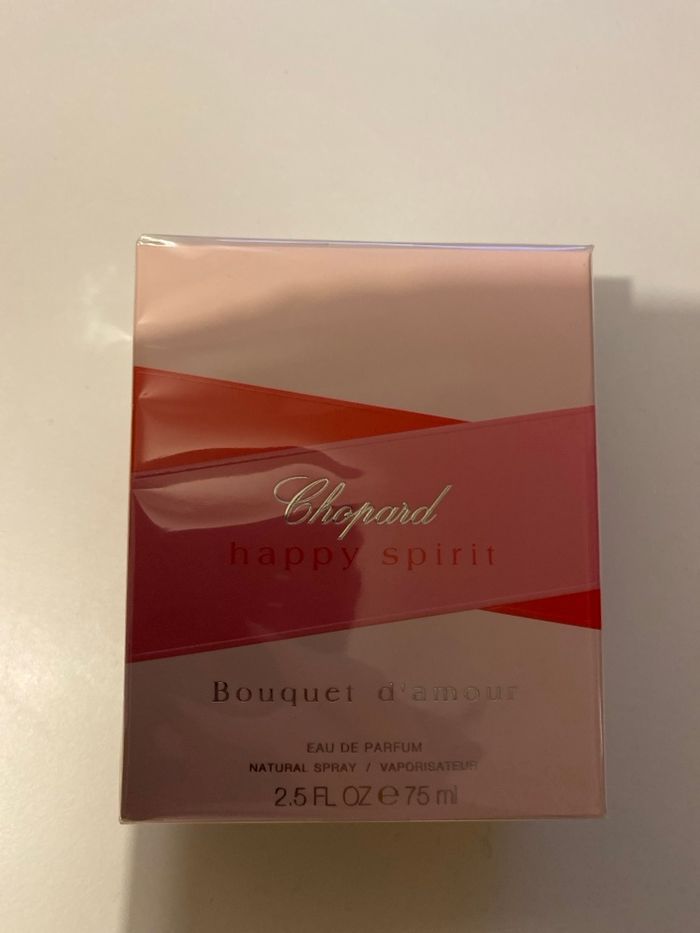 Chopard
happy spirit
Bouquet d'amour
EAU DE PARFUM
NATURAL SPRAY / VAPORISATEUR
2.5 FL OZ ℮ 75 ml